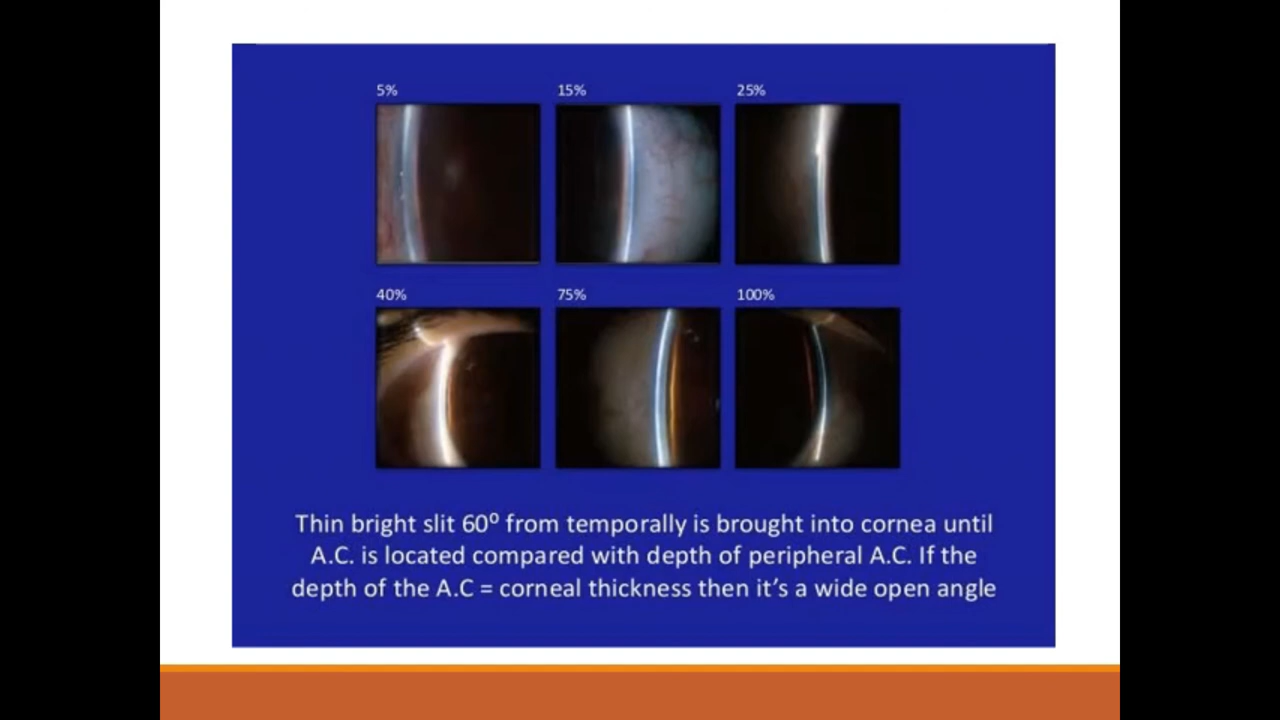 5%
15%
25%
40%
75%
100%
Thin bright slit 60⁰ from temporally is brought into cornea until
A.C. is located compared with depth of peripheral A.C. If the
depth of the A.C = corneal thickness then it’s a wide open angle